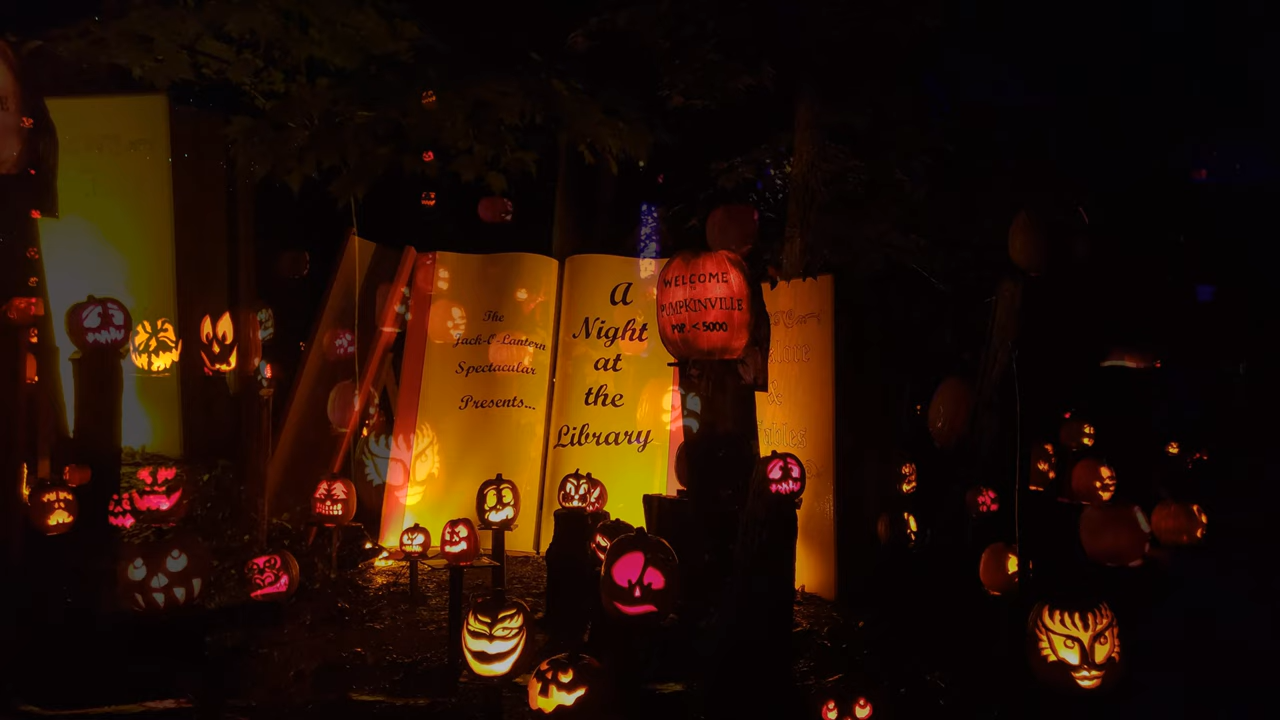 The
Jack-O'-Lantern
Spectacular
Presents...
A
Night
at
the
Library
WELCOME
TO
PUMPKINVILLE
POP. < 5000
&